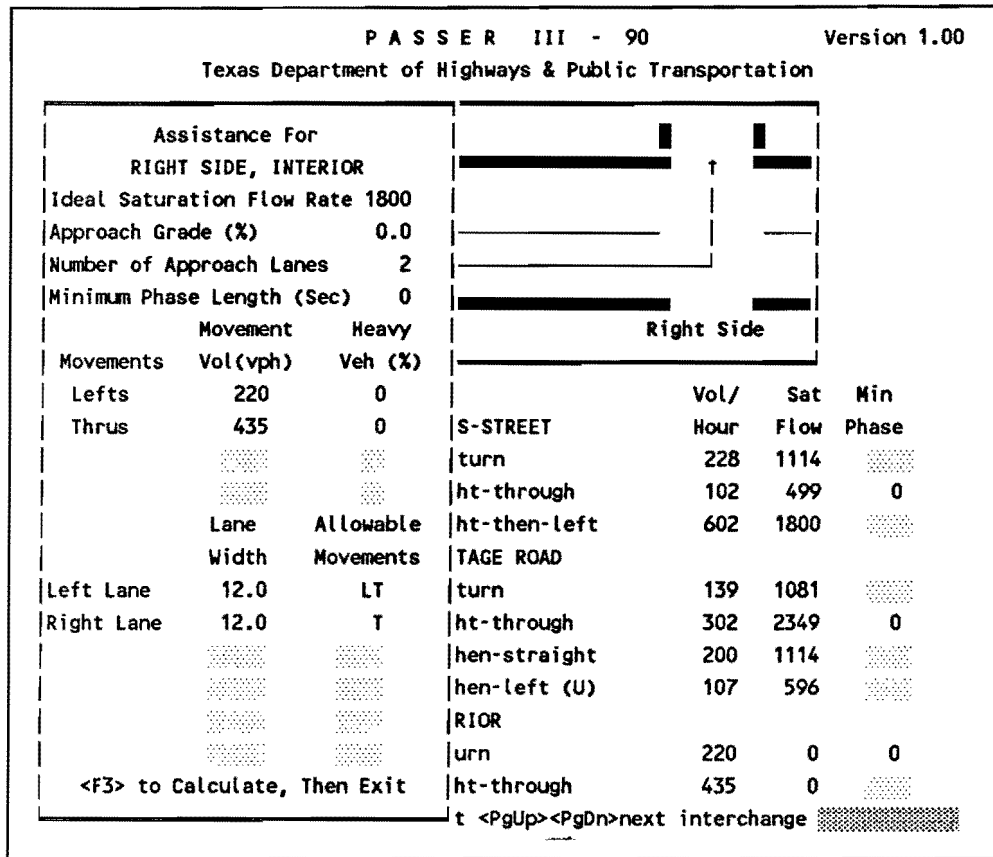 P A S S E R III - 90 Version 1.00
Texas Department of Highways & Public Transportation
Assistance For
RIGHT SIDE, INTERIOR
Ideal Saturation Flow Rate 1800
Approach Grade (%) 0.0
Number of Approach Lanes 2
Minimum Phase Length (Sec) 0
Right Side
Movement Heavy
Movements Vol(vph) Veh (%)
Lefts 220 0
Thrus 435 0
Lane Allowable
Width Movements
Left Lane 12.0 LT
Right Lane 12.0 T
<F3> to Calculate, Then Exit
Vol/ Sat Min
S-STREET Hour Flow Phase
turn 228 1114
ht-through 102 499 0
ht-then-left 602 1800
TAGE ROAD
turn 139 1081
ht-through 302 2349 0
hen-straight 200 1114
hen-left (U) 107 596
RIOR
urn 220 0 0
ht-through 435 0
t <PgUp><PgDn>next interchange